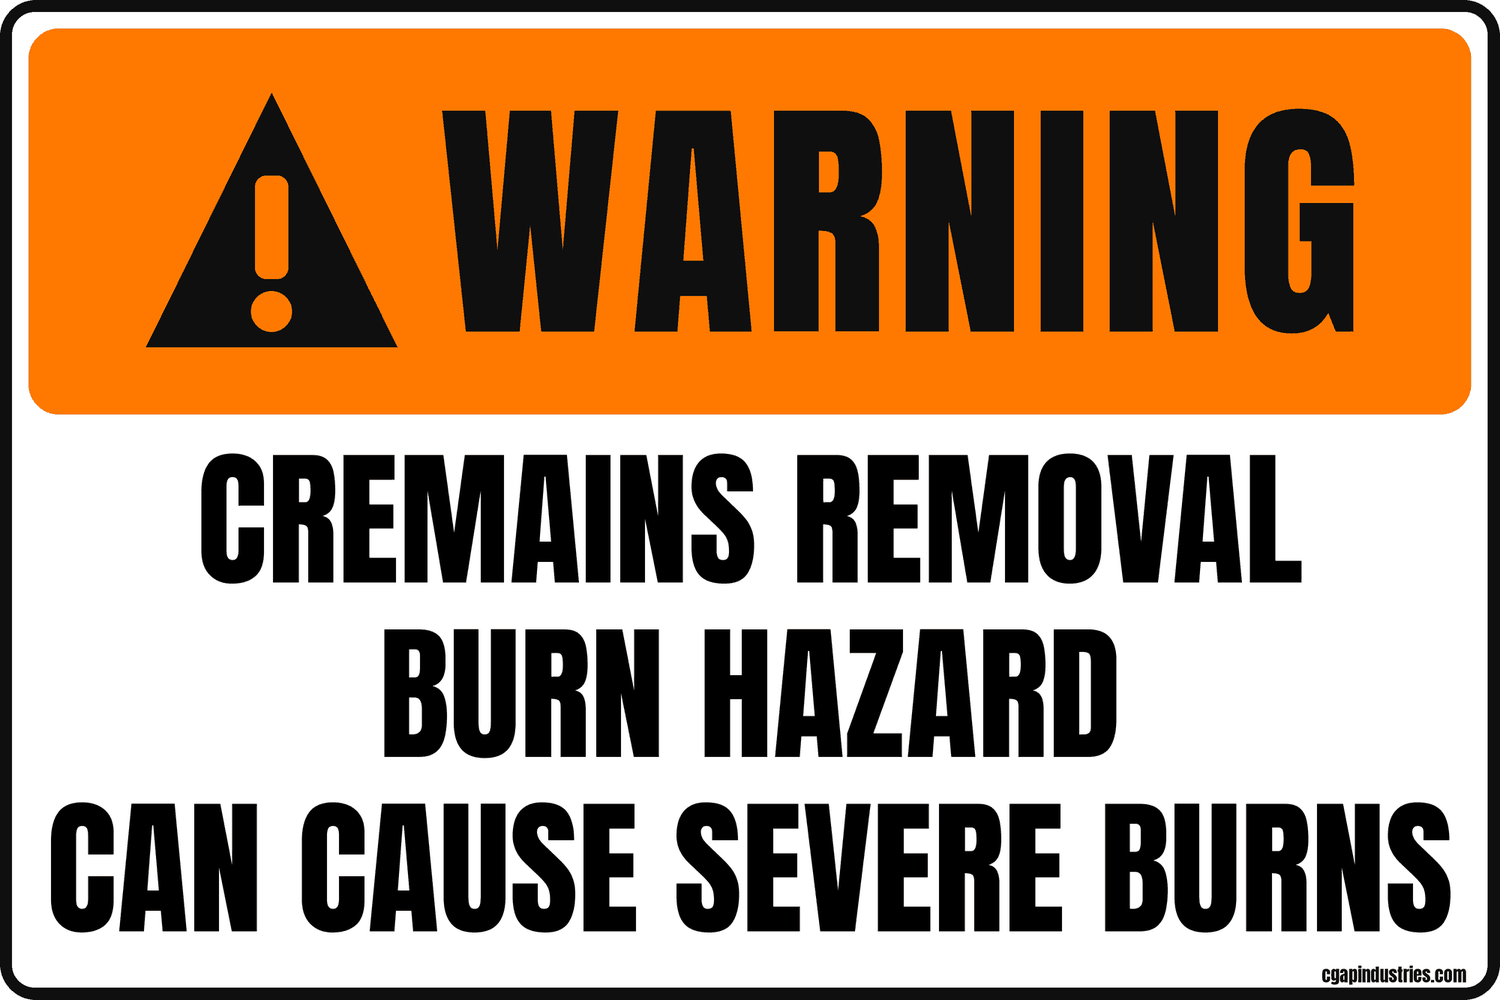 WARNING
CREMAINS REMOVAL
BURN HAZARD
CAN CAUSE SEVERE BURNS
cgapindustries.com